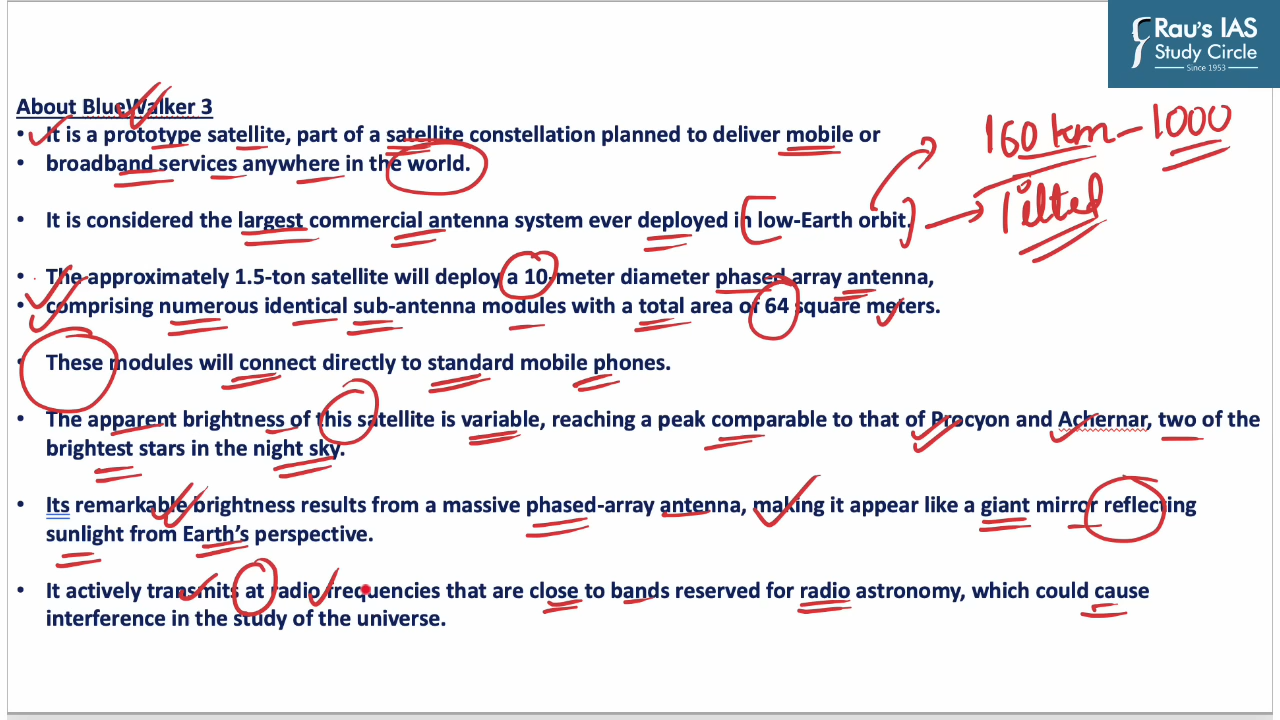 Rau's IAS
Study Circle
Since 1953
About BlueWalker 3
• It is a prototype satellite, part of a satellite constellation planned to deliver mobile or
• broadband services anywhere in the world.
160 km – 1000
Tilted
• It is considered the largest commercial antenna system ever deployed in low-Earth orbit.
• The approximately 1.5-ton satellite will deploy a 10-meter diameter phased array antenna,
• comprising numerous identical sub-antenna modules with a total area of 64 square meters.
• These modules will connect directly to standard mobile phones.
• The apparent brightness of this satellite is variable, reaching a peak comparable to that of Procyon and Achernar, two of the
brightest stars in the night sky.
• Its remarkable brightness results from a massive phased-array antenna, making it appear like a giant mirror reflecting
sunlight from Earth's perspective.
• It actively transmits at radio frequencies that are close to bands reserved for radio astronomy, which could cause
interference in the study of the universe.